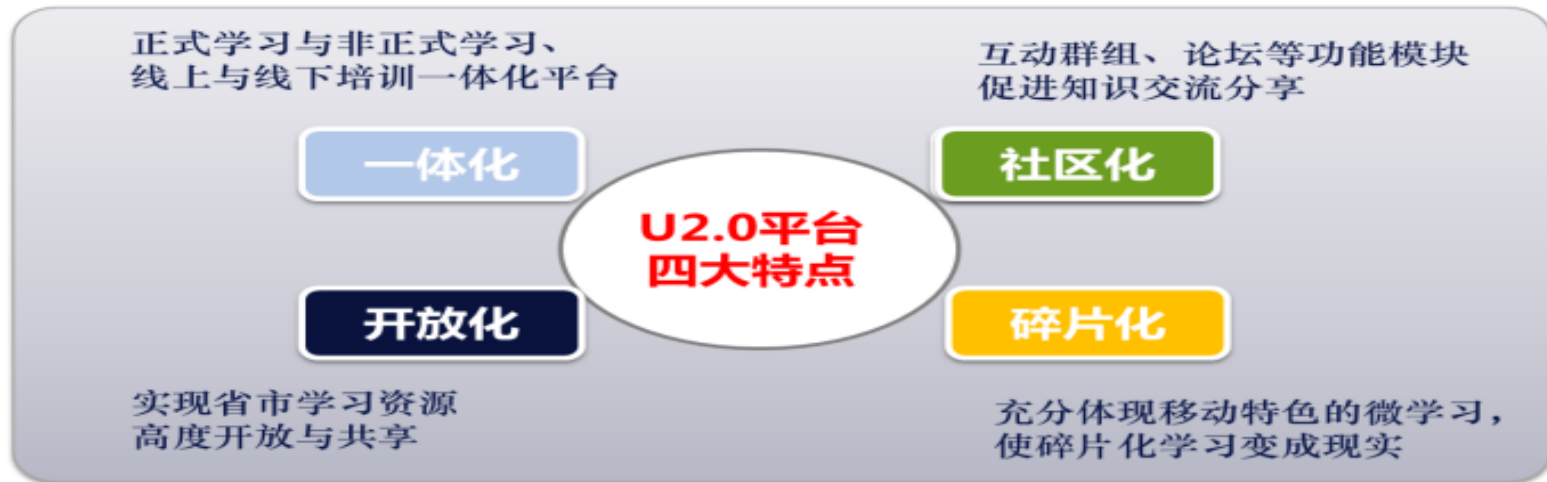 正式学习与非正式学习、
线上与线下培训一体化平台
互动群组、论坛等功能模块
促进知识交流分享
一体化
社区化
U2.0平台
四大特点
开放化
碎片化
实现省市学习资源
高度开放与共享
充分体现移动特色的微学习，
使碎片化学习变成现实